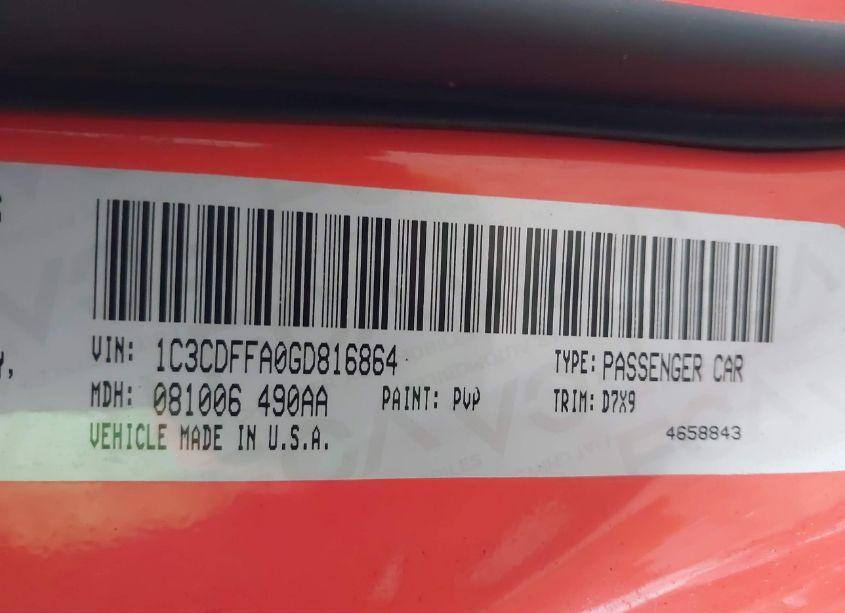 VIN: 1C3CDFFA0GD816864 TYPE: PASSENGER CAR
MDH: 081006 490AA PAINT: PVP TRIM: D7X9
VEHICLE MADE IN U.S.A. 4658843